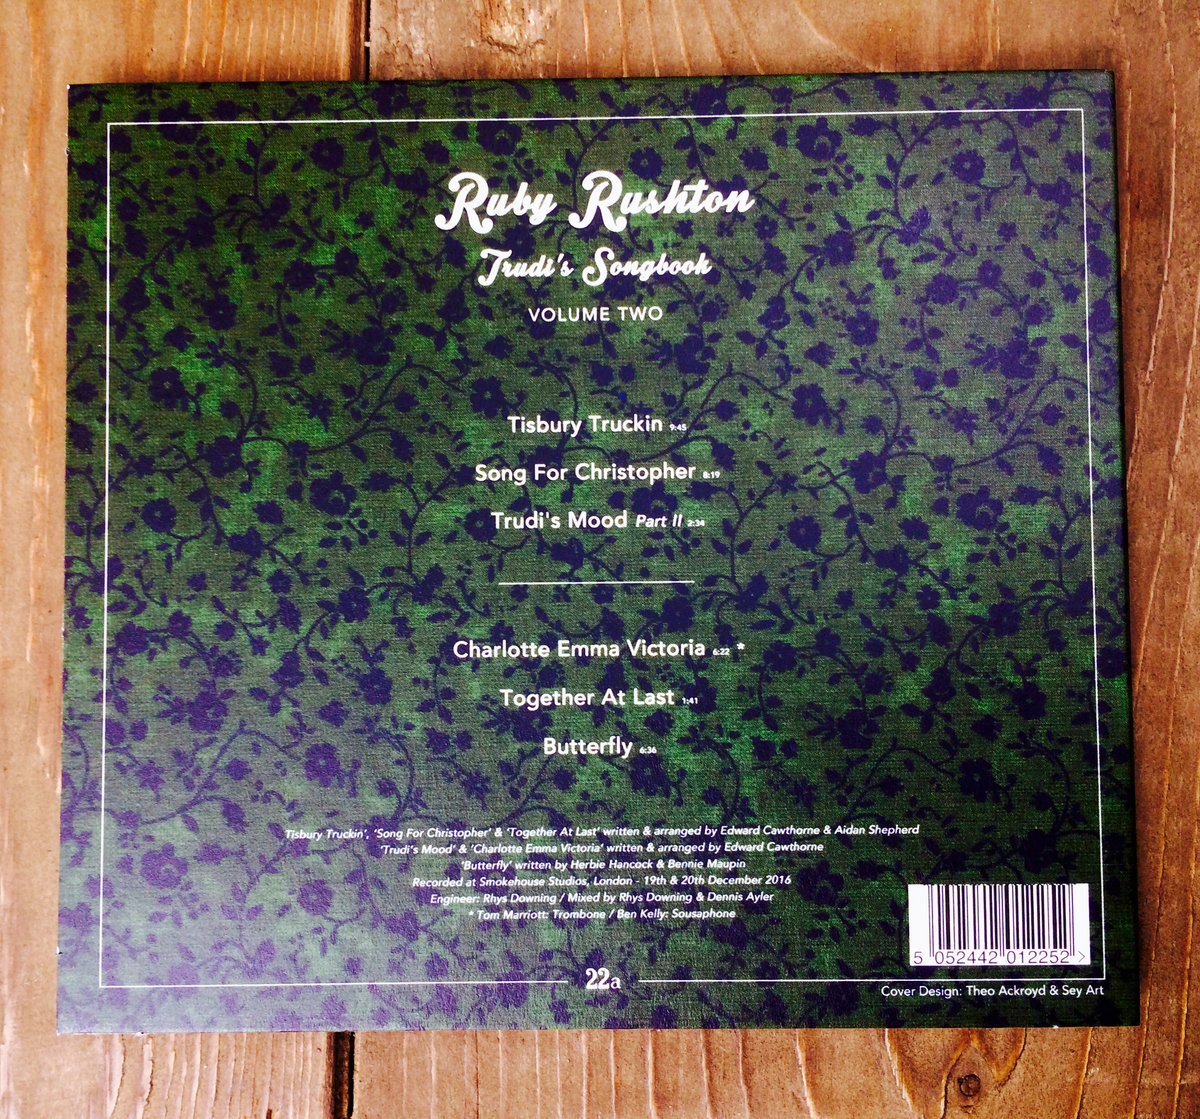 Ruby Rushton
Trudi's Songbook
VOLUME TWO
Tisbury Truckin 9:45
Song For Christopher 8:19
Trudi's Mood Part II 2:34
Charlotte Emma Victoria 6:22 *
Together At Last 1:41
Butterfly 6:36
Tisbury Truckin', 'Song For Christopher' & 'Together At Last' written & arranged by Edward Cawthorne & Aidan Shepherd
'Trudi's Mood' & 'Charlotte Emma Victoria' written & arranged by Edward Cawthorne
'Butterfly' written by Herbie Hancock & Bennie Maupin
Recorded at Smokehouse Studios, London - 19th & 20th December 2016
Engineer: Rhys Downing / Mixed by Rhys Downing & Dennis Ayler
* Tom Marriott: Trombone / Ben Kelly: Sousaphone
5 052442 012252 >
22a
Cover Design: Theo Ackroyd & Sey Art